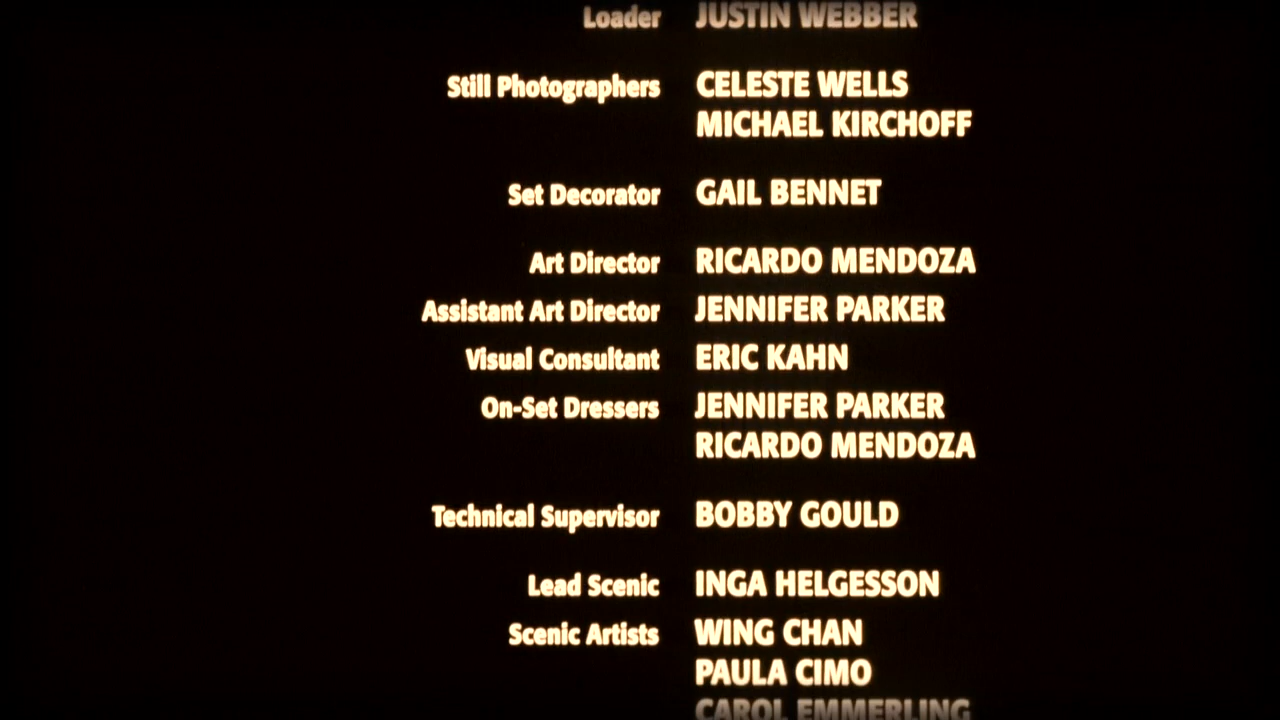 Loader JUSTIN WEBBER
Still Photographers CELESTE WELLS
MICHAEL KIRCHOFF
Set Decorator GAIL BENNET
Art Director RICARDO MENDOZA
Assistant Art Director JENNIFER PARKER
Visual Consultant ERIC KAHN
On-Set Dressers JENNIFER PARKER
RICARDO MENDOZA
Technical Supervisor BOBBY GOULD
Lead Scenic INGA HELGESSON
Scenic Artists WING CHAN
PAULA CIMO
CAROL EMMERLING